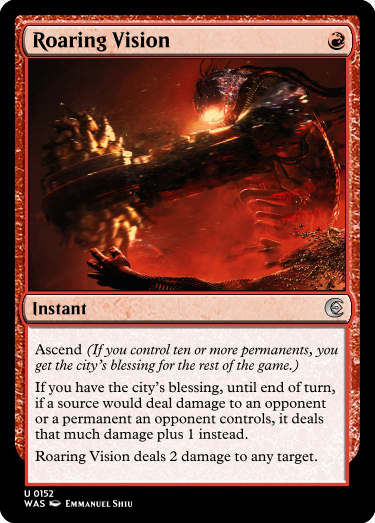 Roaring Vision
Instant
Ascend (If you control ten or more permanents, you
get the city's blessing for the rest of the game.)
If you have the city's blessing, until end of turn,
if a source would deal damage to an opponent
or a permanent an opponent controls, it deals
that much damage plus 1 instead.
Roaring Vision deals 2 damage to any target.
U 0152
WAS Emmanuel Shiu